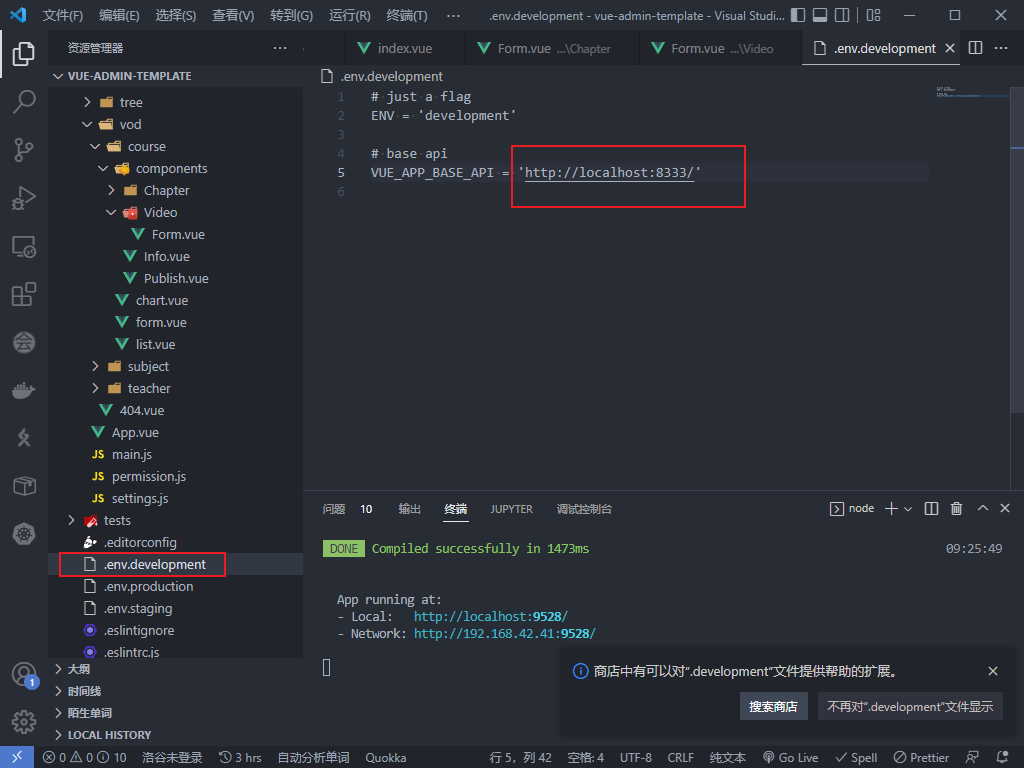 文件(F) 编辑(E) 选择(S) 查看(V) 转到(G) 运行(R) 终端(T) ··· .env.development - vue-admin-template - Visual Studi...
资源管理器 ···
index.vue Form.vue ...\Chapter Form.vue ...\Video .env.development ···
VUE-ADMIN-TEMPLATE
tree
vod
course
components
Chapter
Video
Form.vue
Info.vue
Publish.vue
chart.vue
form.vue
list.vue
subject
teacher
404.vue
App.vue
JS main.js
JS permission.js
JS settings.js
tests
.editorconfig
.env.development
.env.production
.env.staging
.eslintignore
.eslintrc.js
大纲
时间线
陌生单词
LOCAL HISTORY
1
.env.development
1 # just a flag
2 ENV = 'development'
3
4 # base api
5 VUE_APP_BASE_API = 'http://localhost:8333/'
6
问题 10 输出 终端 JUPYTER 调试控制台 node
DONE Compiled successfully in 1473ms 09:25:49
App running at:
- Local: http://localhost:9528/
- Network: http://192.168.42.41:9528/
商店中有可以对".development"文件提供帮助的扩展。
搜索商店 不再对".development"文件显示
0 0 10 洛谷未登录 3 hrs 自动分析单词 Quokka 行 5，列 42 空格: 4 UTF-8 CRLF 纯文本 Go Live Spell Prettier